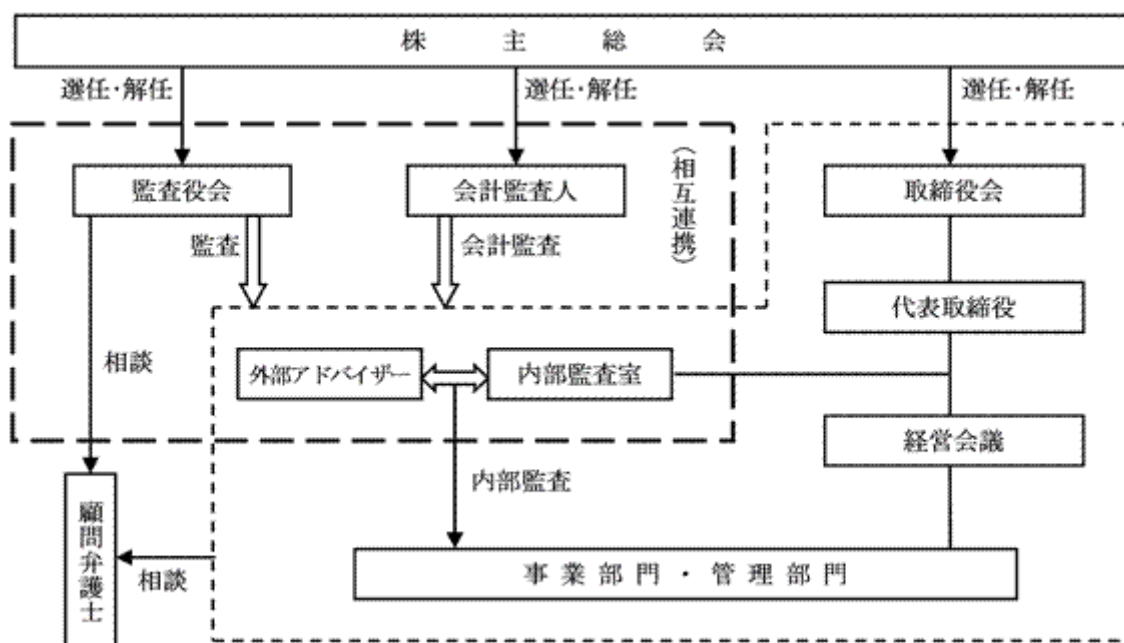 株主総会
選任・解任
選任・解任
選任・解任
(相互連携)
監査役会
会計監査人
取締役会
監査
会計監査
代表取締役
相談
外部アドバイザー
内部監査室
経営会議
内部監査
顧問弁護士
相談
事業部門・管理部門